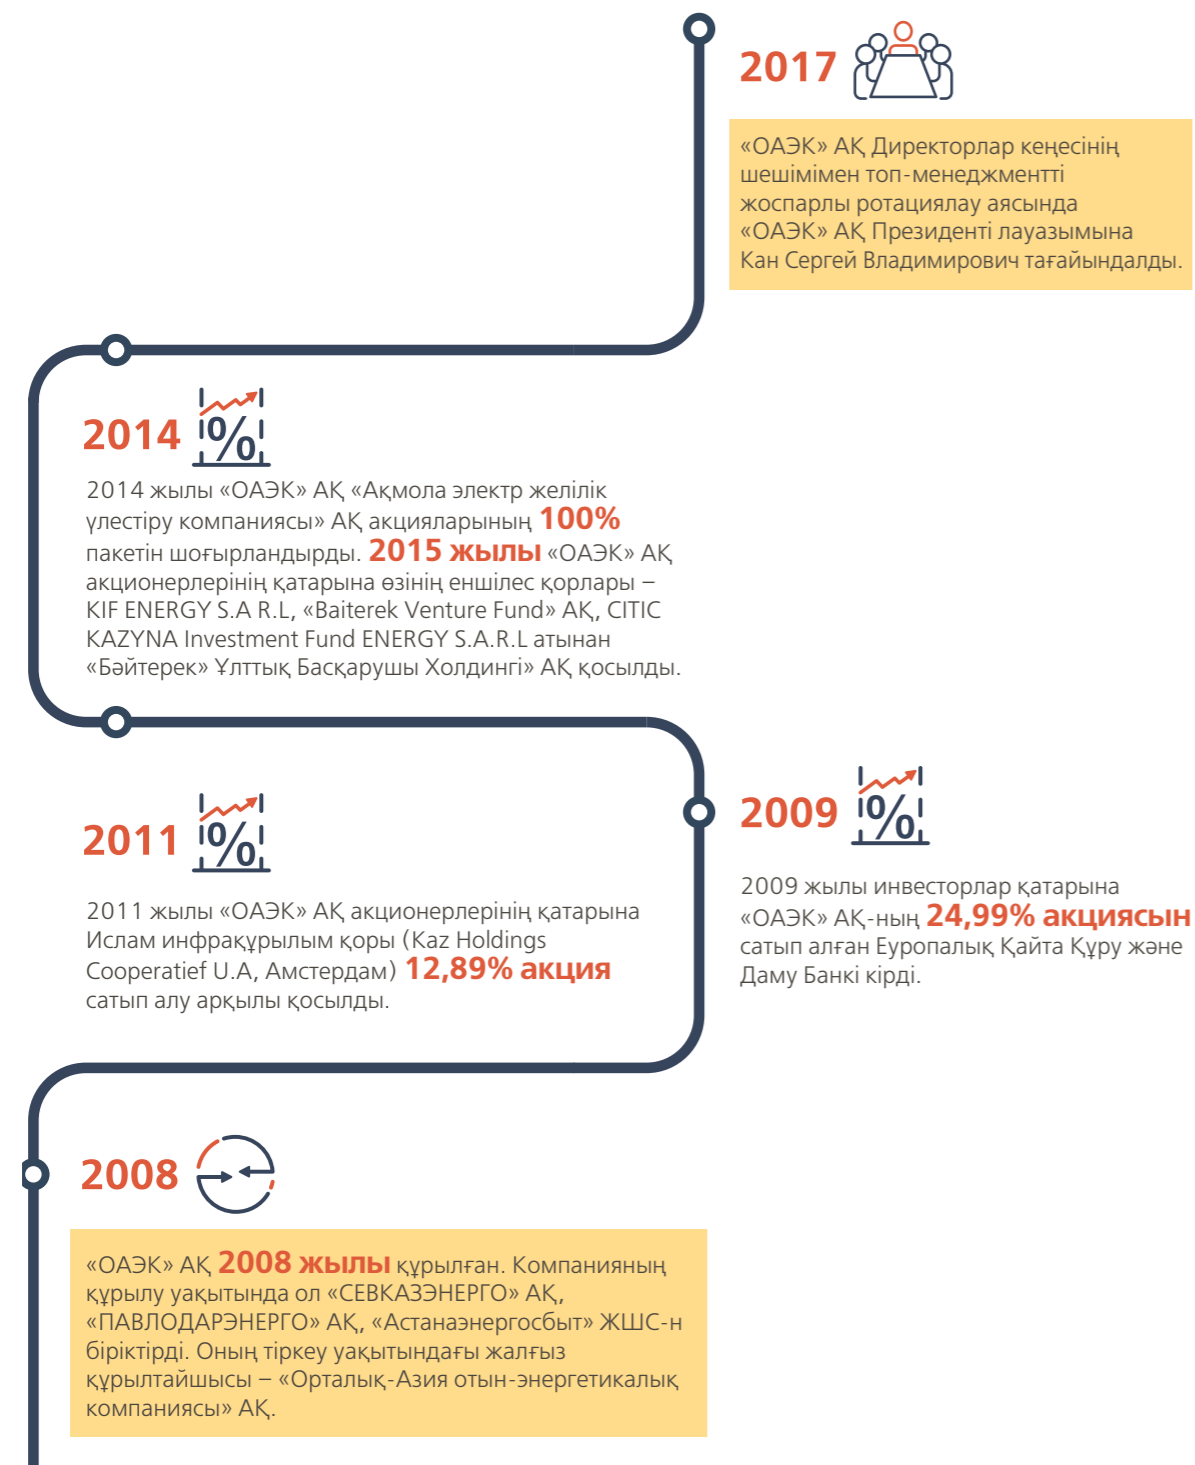 2017
«ОАЭК» АҚ Директорлар кеңесінің
шешімімен топ-менеджментті
жоспарлы ротациялау аясында
«ОАЭК» АҚ Президенті лауазымына
Кан Сергей Владимирович тағайындалды.
2014
%
2014 жылы «ОАЭК» АҚ «Ақмола электр желілік
үлестіру компаниясы» АҚ акцияларының 100%
пакетін шоғырландырды. 2015 жылы «ОАЭК» АҚ
акционерлерінің қатарына өзінің еншілес қорлары –
KIF ENERGY S.A R.L, «Baiterek Venture Fund» АҚ, CITIC
KAZYNA Investment Fund ENERGY S.A.R.L атынан
«Бәйтерек» Ұлттық Басқарушы Холдингі» АҚ қосылды.
2011
%
2011 жылы «ОАЭК» АҚ акционерлерінің қатарына
Ислам инфрақұрылым қоры (Kaz Holdings
Cooperatief U.A, Амстердам) 12,89% акция
сатып алу арқылы қосылды.
2009
%
2009 жылы инвесторлар қатарына
«ОАЭК» АҚ-ның 24,99% акциясын
сатып алған Еуропалық Қайта Құру және
Даму Банкі кірді.
2008
«ОАЭК» АҚ 2008 жылы құрылған. Компанияның
құрылу уақытында ол «СЕВКАЗЭНЕРГО» АҚ,
«ПАВЛОДАРЭНЕРГО» АҚ, «Астанаэнергосбыт» ЖШС-н
біріктірді. Оның тіркеу уақытындағы жалғыз
құрылтайшысы – «Орталық-Азия отын-энергетикалық
компаниясы» АҚ.